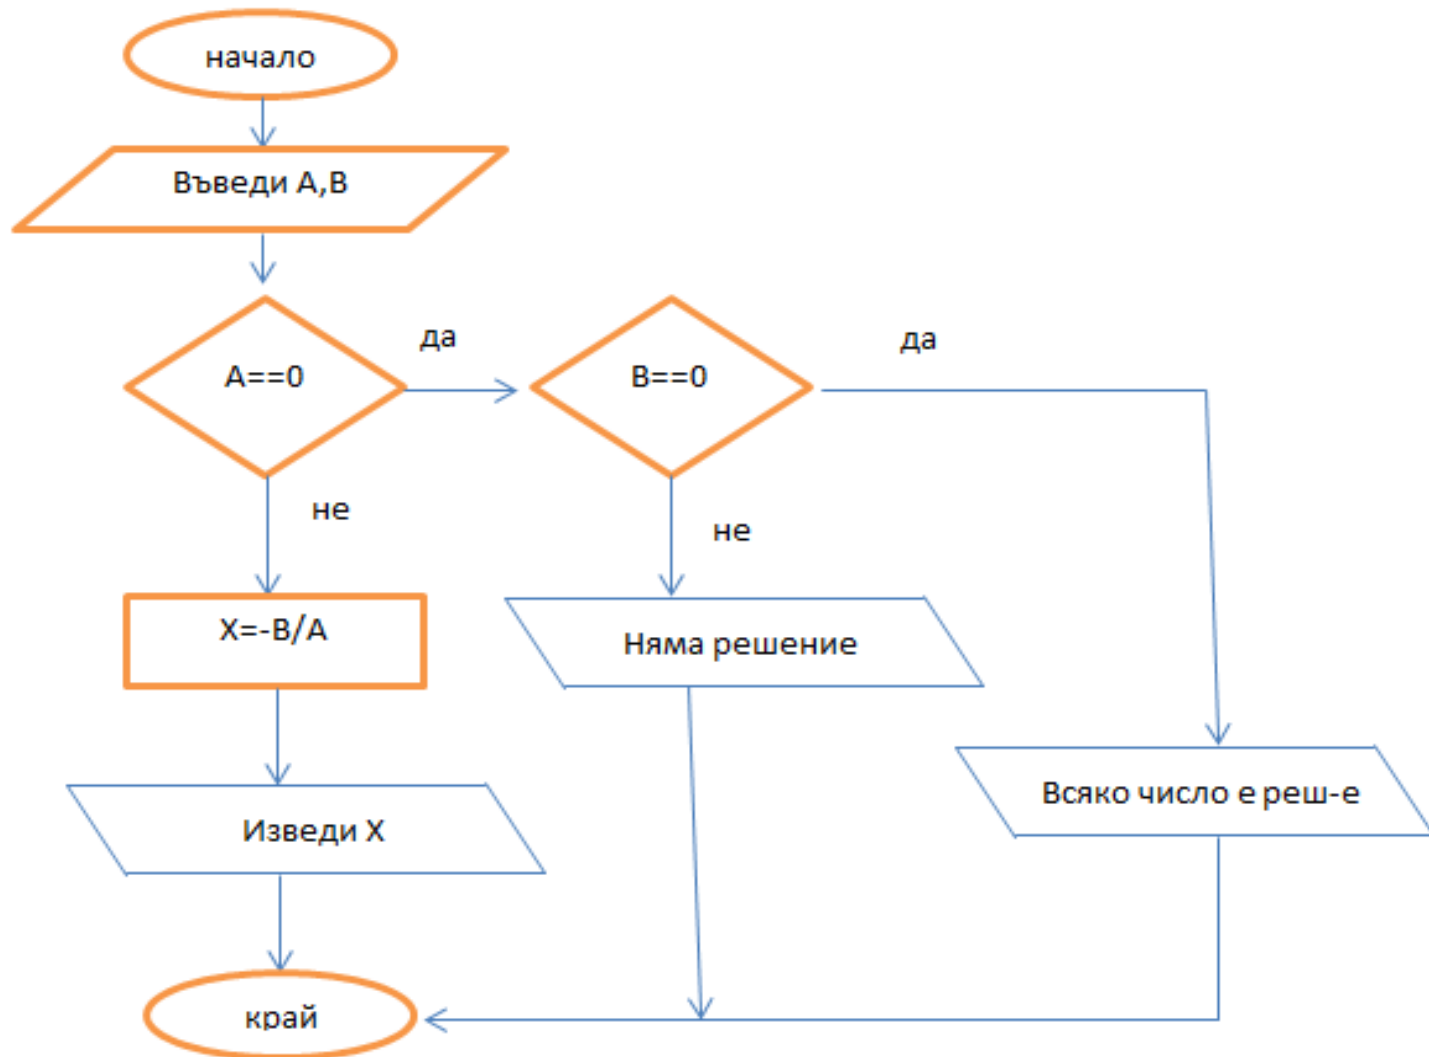 начало
Въведи А,В
А==0
да
В==0
да
не
не
Х=-В/А
Няма решение
Всяко число е реш-е
Изведи Х
край